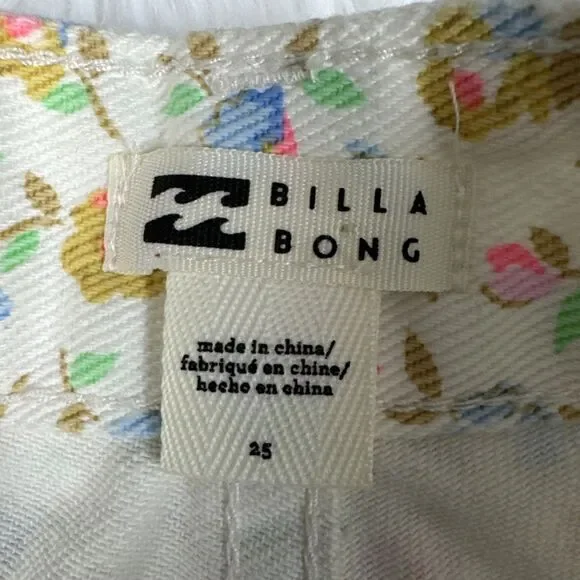 BILLA
BONG
made in china/
fabriqué en chine/
hecho en china
25